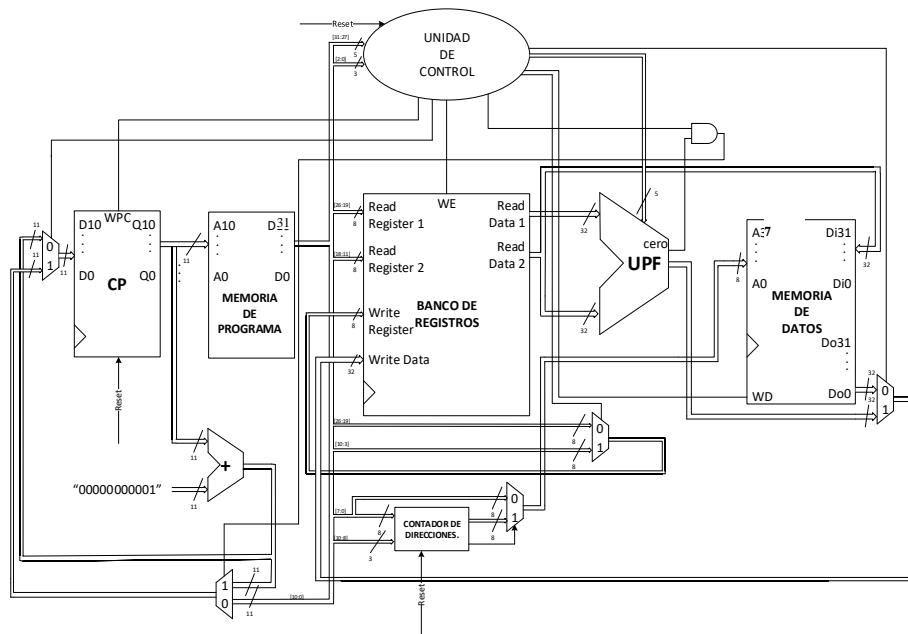 Reset
UNIDAD
DE
CONTROL
[31:27]
5
[2:0]
3
11
11
0
1
11
D10
WPC
Q10
D0
Q0
CP
Reset
11
A10
D31
A0
D0
MEMORIA
DE
PROGRAMA
[26:19]
8
[18:11]
8
8
32
WE
Read
Register 1
Read
Register 2
Write
Register
Write Data
Read
Data 1
Read
Data 2
BANCO DE
REGISTROS
32
32
5
cero
UPF
8
A7
A0
Di31
Di0
32
MEMORIA
DE
DATOS
Do31
Do0
WD
32
32
0
1
[26:19]
[10:3]
8
8
0
1
11
+
"00000000001"
11
[7:0]
8
[10:8]
3
CONTADOR DE
DIRECCIONES.
8
8
0
1
Reset
1
0
11
11
[10:0]